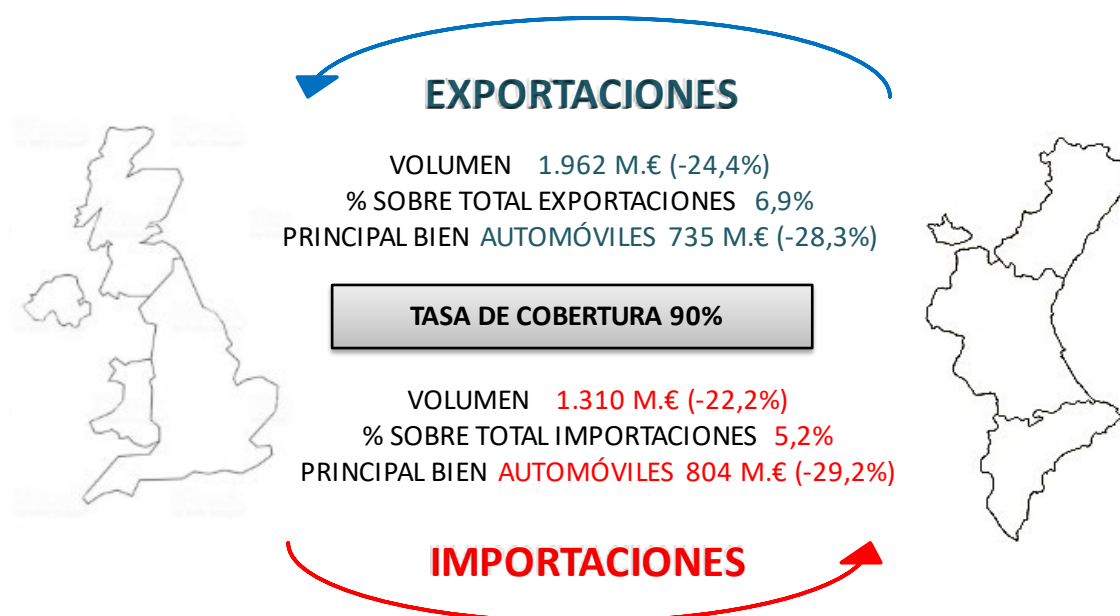 EXPORTACIONES
VOLUMEN 1.962 M.€ (-24,4%)
% SOBRE TOTAL EXPORTACIONES 6,9%
PRINCIPAL BIEN AUTOMÓVILES 735 M.€ (-28,3%)
TASA DE COBERTURA 90%
VOLUMEN 1.310 M.€ (-22,2%)
% SOBRE TOTAL IMPORTACIONES 5,2%
PRINCIPAL BIEN AUTOMÓVILES 804 M.€ (-29,2%)
IMPORTACIONES